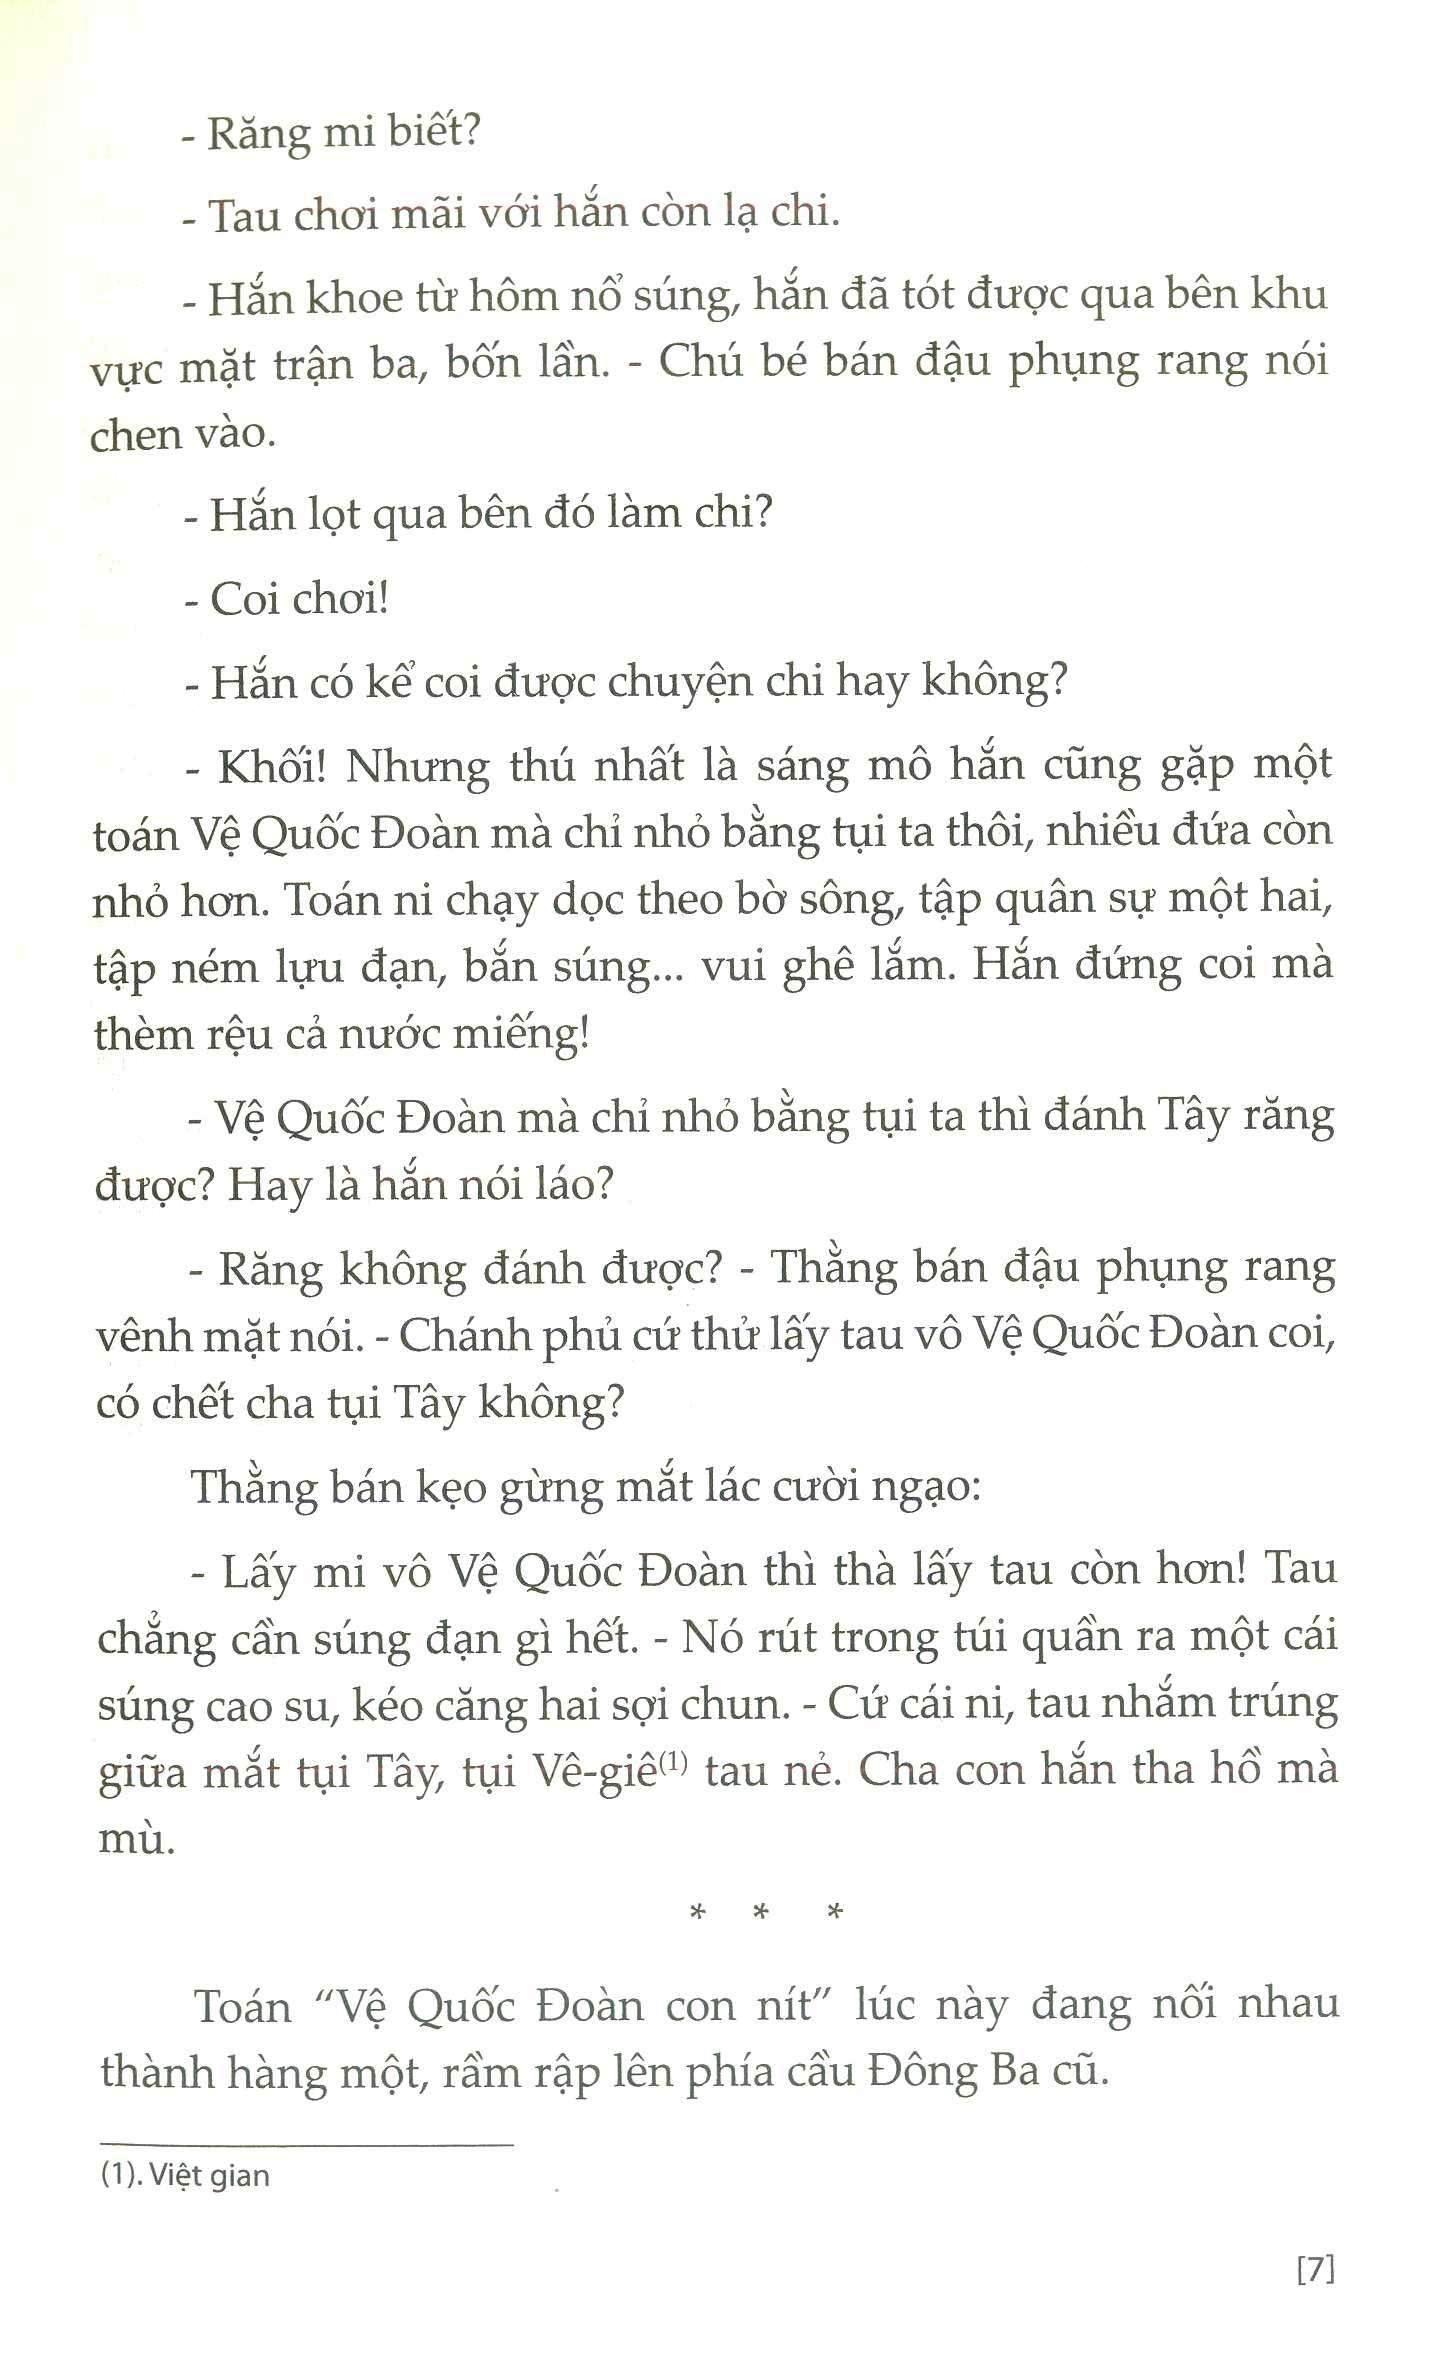 - Răng mi biết?
- Tau chơi mãi với hắn còn lạ chi.
- Hắn khoe từ hôm nổ súng, hắn đã tót được qua bên khu
vực mặt trận ba, bốn lần. - Chú bé bán đậu phụng rang nói
chen vào.
- Hắn lọt qua bên đó làm chi?
- Coi chơi!
- Hắn có kể coi được chuyện chi hay không?
- Khối! Nhưng thú nhất là sáng mô hắn cũng gặp một
toán Vệ Quốc Đoàn mà chỉ nhỏ bằng tụi ta thôi, nhiều đứa còn
nhỏ hơn. Toán ni chạy dọc theo bờ sông, tập quân sự một hai,
tập ném lựu đạn, bắn súng... vui ghê lắm. Hắn đứng coi mà
thèm rệu cả nước miếng!
- Vệ Quốc Đoàn mà chỉ nhỏ bằng tụi ta thì đánh Tây răng
được? Hay là hắn nói láo?
- Răng không đánh được? - Thằng bán đậu phụng rang
vênh mặt nói. - Chánh phủ cứ thử lấy tau vô Vệ Quốc Đoàn coi,
có chết cha tụi Tây không?
Thằng bán kẹo gừng mắt lác cười ngạo:
- Lấy mi vô Vệ Quốc Đoàn thì thà lấy tau còn hơn! Tau
chẳng cần súng đạn gì hết. - Nó rút trong túi quần ra một cái
súng cao su, kéo căng hai sợi chun. - Cứ cái ni, tau nhắm trúng
giữa mắt tụi Tây, tụi Vê-giê(1) tau nẻ. Cha con hắn tha hồ mà
mù.
* * *
Toán "Vệ Quốc Đoàn con nít" lúc này đang nối nhau
thành hàng một, rầm rập lên phía cầu Đông Ba cũ.
(1). Việt gian
[7]